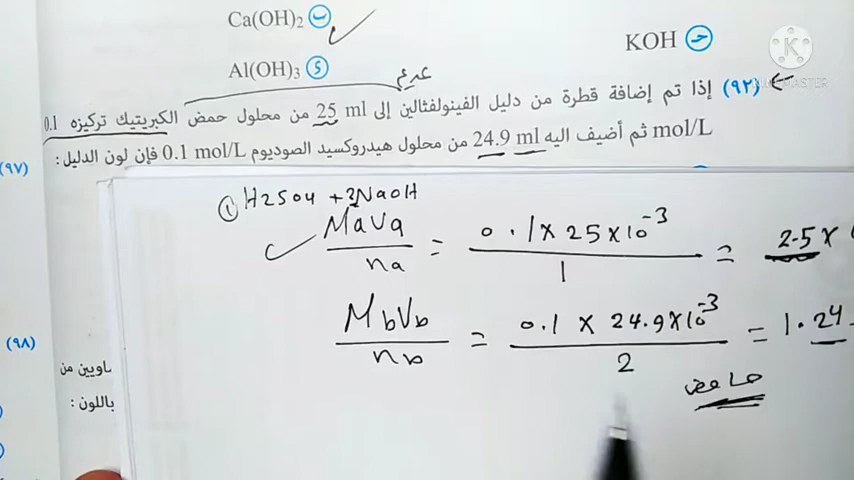 Ca(OH)₂ ب
KOH جـ
Al(OH)₃ د
(٩٢) إذا تم إضافة قطرة من دليل الفينولفثالين إلى 25 ml من محلول حمض الكبريتيك تركيزه 0.1
mol/L ثم أضيف اليه 24.9 ml من محلول هيدروكسيد الصوديوم 0.1 mol/L فإن لون الدليل :
(٩٧)
① H2SO4 + 2NaOH
MaVa / na = 0.1 x 25 x 10⁻³ / 1 = 2.5 x
MbVb / nb = 0.1 x 24.9 x 10⁻³ / 2 = 1.24
حامض
(٩٨)
ساويين من
باللون :
K
KINEMASTER